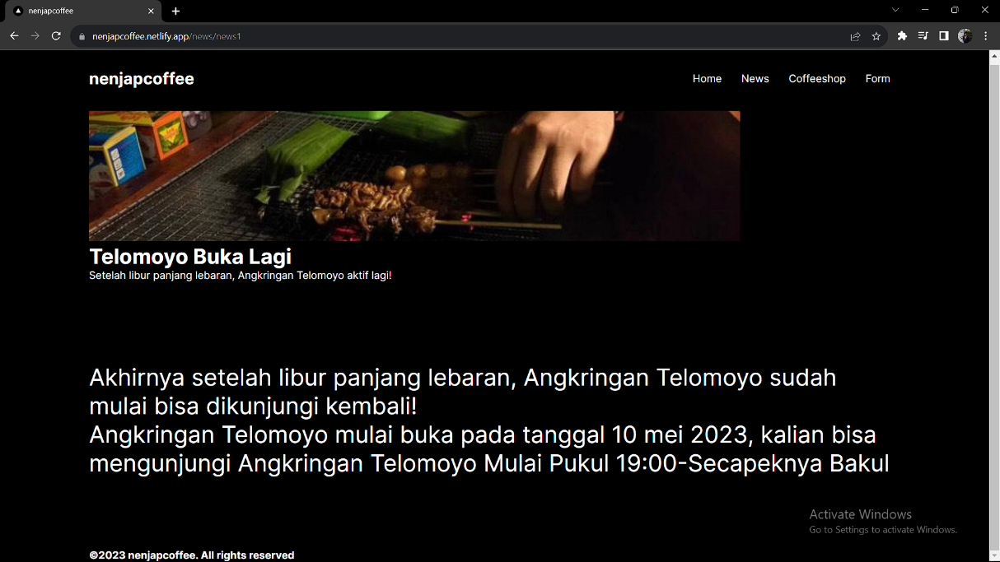 nenjapcoffee
nenjapcoffee.netlify.app/news/news1
nenjapcoffee
Home News Coffeeshop Form
Telomoyo Buka Lagi
Setelah libur panjang lebaran, Angkringan Telomoyo aktif lagi!
Akhirnya setelah libur panjang lebaran, Angkringan Telomoyo sudah
mulai bisa dikunjungi kembali!
Angkringan Telomoyo mulai buka pada tanggal 10 mei 2023, kalian bisa
mengunjungi Angkringan Telomoyo Mulai Pukul 19:00-Secapeknya Bakul
Activate Windows
Go to Settings to activate Windows.
©2023 nenjapcoffee. All rights reserved